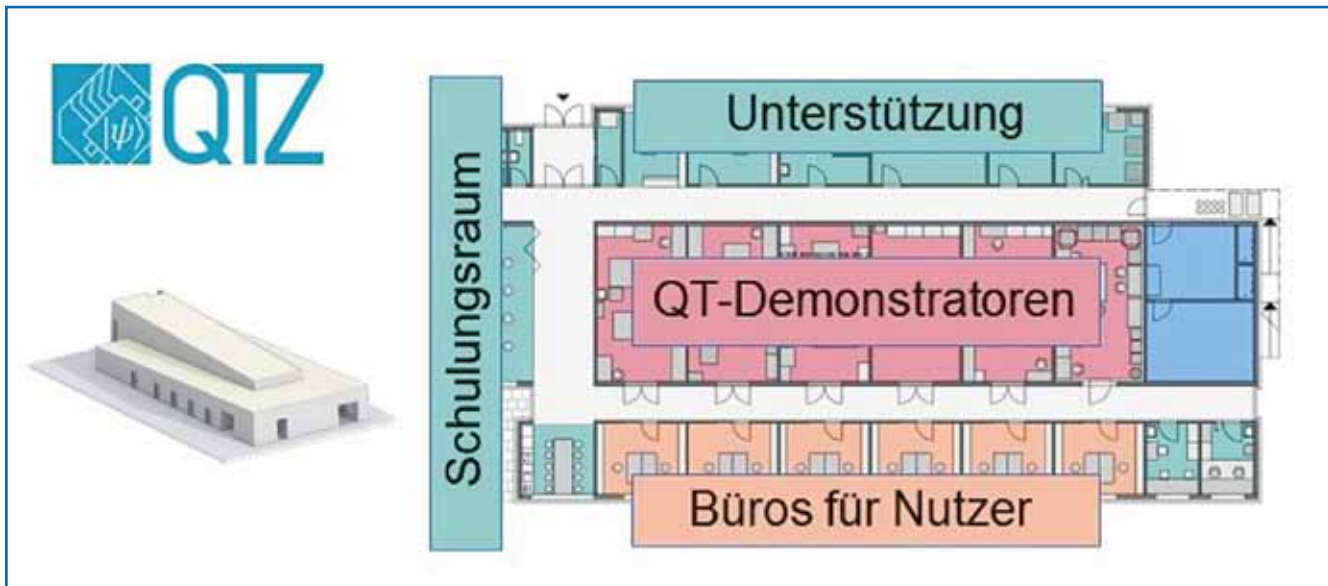 |ψ⟩
QTZ
Schulungsraum
Unterstützung
QT-Demonstratoren
Büros für Nutzer